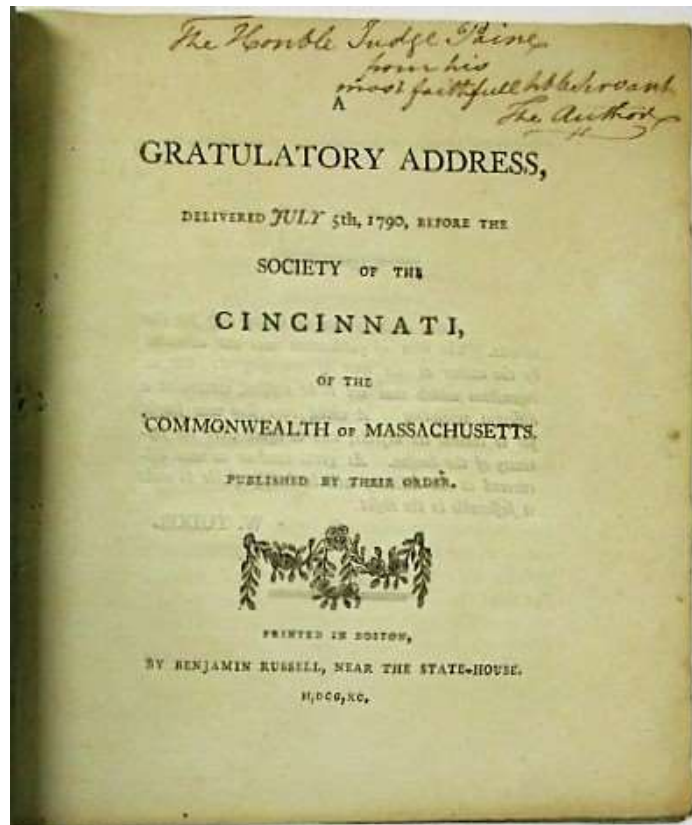 The Honble Judge Paine
from his
most faithfull hble Servant
The Author
A
GRATULATORY ADDRESS,
DELIVERED JULY 5th, 1790, BEFORE THE
SOCIETY OF THE
CINCINNATI,
OF THE
COMMONWEALTH OF MASSACHUSETTS.
PUBLISHED BY THEIR ORDER.
W. TUDOR.
PRINTED IN BOSTON,
BY BENJAMIN RUSSELL, NEAR THE STATE-HOUSE.
M,DCC,XC.